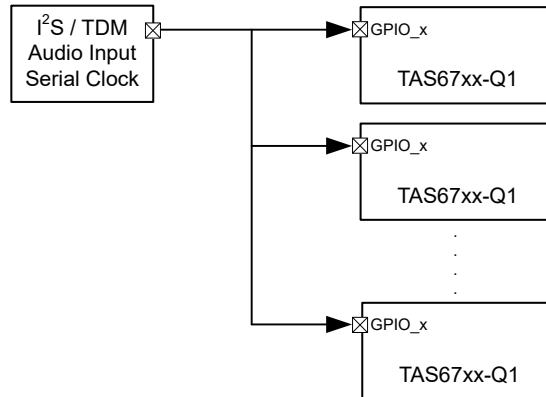 I²S / TDM
Audio Input
Serial Clock
GPIO_x
TAS67xx-Q1
GPIO_x
TAS67xx-Q1
GPIO_x
TAS67xx-Q1